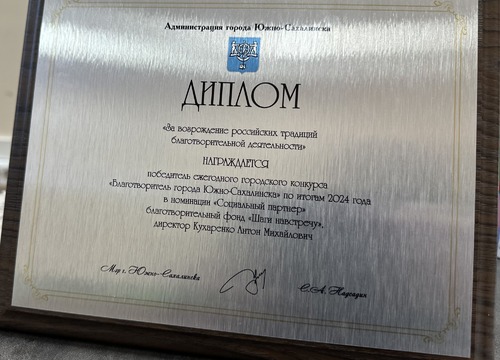 Администрация города Южно-Сахалинска
ДИПЛОМ
«За возрождение российских традиций
благотворительной деятельности»
НАГРАЖДАЕТСЯ
победитель ежегодного городского конкурса
«Благотворитель города Южно-Сахалинска» по итогам 2024 года
в номинации «Социальный партнер»
благотворительный фонд «Шаги навстречу»,
директор Кухаренко Антон Михайлович
Мэр г. Южно-Сахалинска
С.А. Надсадин